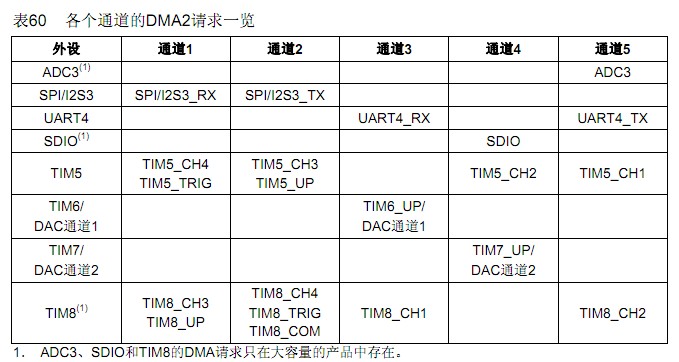 表60 各个通道的DMA2请求一览
外设 通道1 通道2 通道3 通道4 通道5
ADC3(1) ADC3
SPI/I2S3 SPI/I2S3_RX SPI/I2S3_TX
UART4 UART4_RX UART4_TX
SDIO(1) SDIO
TIM5 TIM5_CH4 TIM5_TRIG TIM5_CH3 TIM5_UP TIM5_CH2 TIM5_CH1
TIM6/ DAC通道1 TIM6_UP/ DAC通道1
TIM7/ DAC通道2 TIM7_UP/ DAC通道2
TIM8(1) TIM8_CH3 TIM8_UP TIM8_CH4 TIM8_TRIG TIM8_COM TIM8_CH1 TIM8_CH2
1. ADC3、SDIO和TIM8的DMA请求只在大容量的产品中存在。